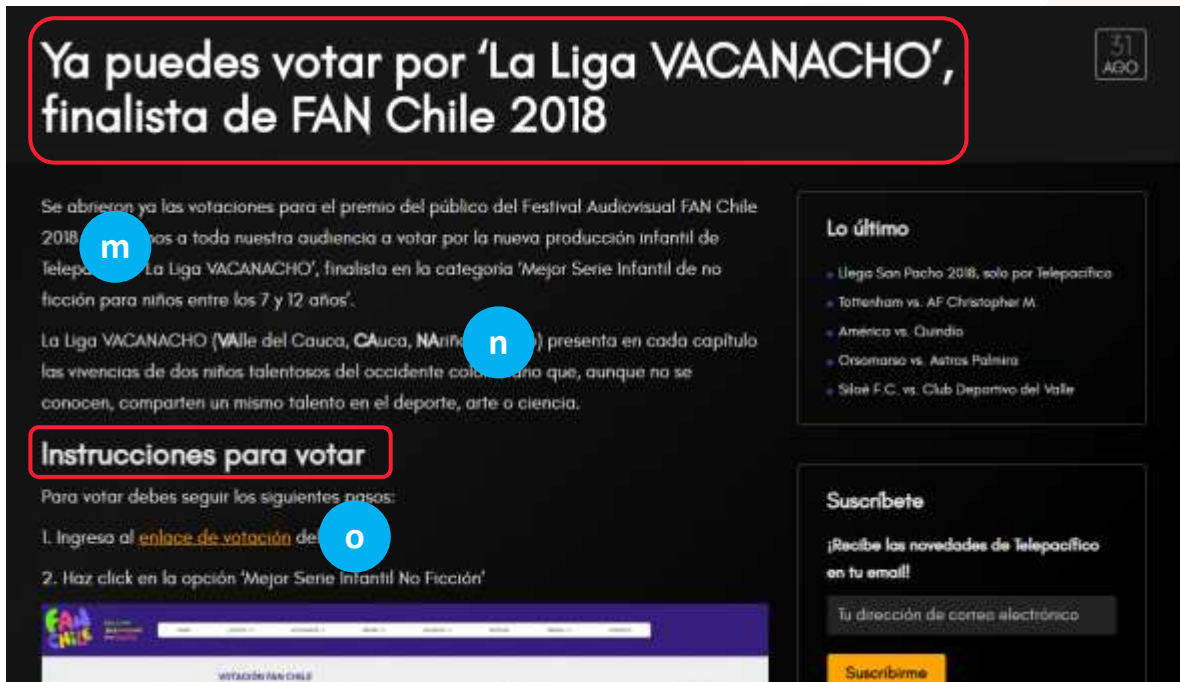 Ya puedes votar por ‘La Liga VACANACHO’,
finalista de FAN Chile 2018
31
AGO
Se abrieron ya las votaciones para el premio del público del Festival Audiovisual FAN Chile
2018 m nos a toda nuestra audiencia a votar por la nueva producción infantil de
La Liga VACANACHO’, finalista en la categoría ‘Mejor Serie Infantil de no
ficción para niños entre los 7 y 12 años’.
La Liga VACANACHO (VAlle del Cauca, CAuca, NAriño n ) presenta en cada capítulo
las vivencias de dos niños talentosos del occidente que, aunque no se
conocen, comparten un mismo talento en el deporte, arte o ciencia.
Instrucciones para votar
Para votar debes seguir los siguientes pasos:
1. Ingresa al enlace de votación del o
2. Haz click en la opción ‘Mejor Serie Infantil No Ficción’
FAN
CHILE
VOTACIÓN FAN CHILE
Lo último
Llega San Pacho 2018, solo por Telepacífico
Tottenham vs. AF Christopher M.
América vs. Quindío
Orsomarso vs. Astros Palmira
Siloé F.C. vs. Club Deportivo del Valle
Suscríbete
¡Recibe las novedades de Telepacífico
en tu email!
Tu dirección de correo electrónico
Suscribirme